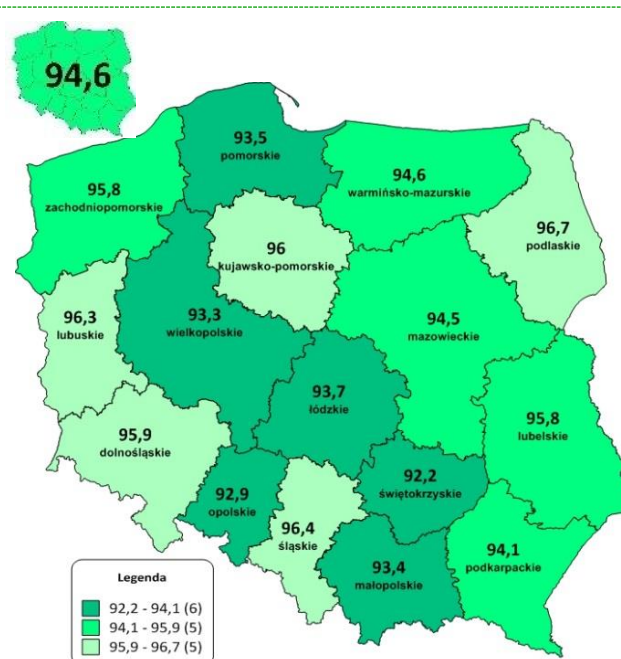 94,6
93,5
pomorskie
94,6
warmińsko-mazurskie
95,8
zachodniopomorskie
96,7
podlaskie
96
kujawsko-pomorskie
96,3
lubuskie
93,3
wielkopolskie
94,5
mazowieckie
93,7
łódzkie
95,8
lubelskie
95,9
dolnośląskie
92,9
opolskie
96,4
śląskie
92,2
świętokrzyskie
93,4
małopolskie
94,1
podkarpackie
Legenda
92,2 - 94,1 (6)
94,1 - 95,9 (5)
95,9 - 96,7 (5)